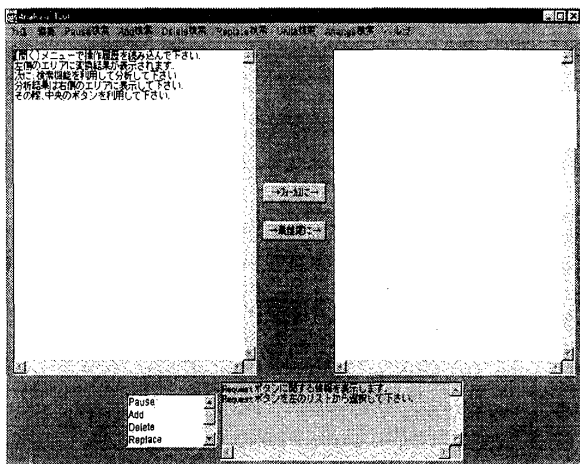 Analysis Tool
編集 Pause検索 Add検索 Delete検索 Replace検索 Undo検索 Arrange検索 ヘルプ
[開く]メニューで操作履歴を読み込んで下さい.
左側のエリアに変換結果が表示されます.
次に,検索機能を利用して分析して下さい
分析結果は右側のエリアに表示して下さい.
その際,中央のボタンを利用して下さい.
Pause
Add
Delete
Replace
Requestボタンに関する情報を表示します.
Requestボタンを左のリストから選択して下さい.